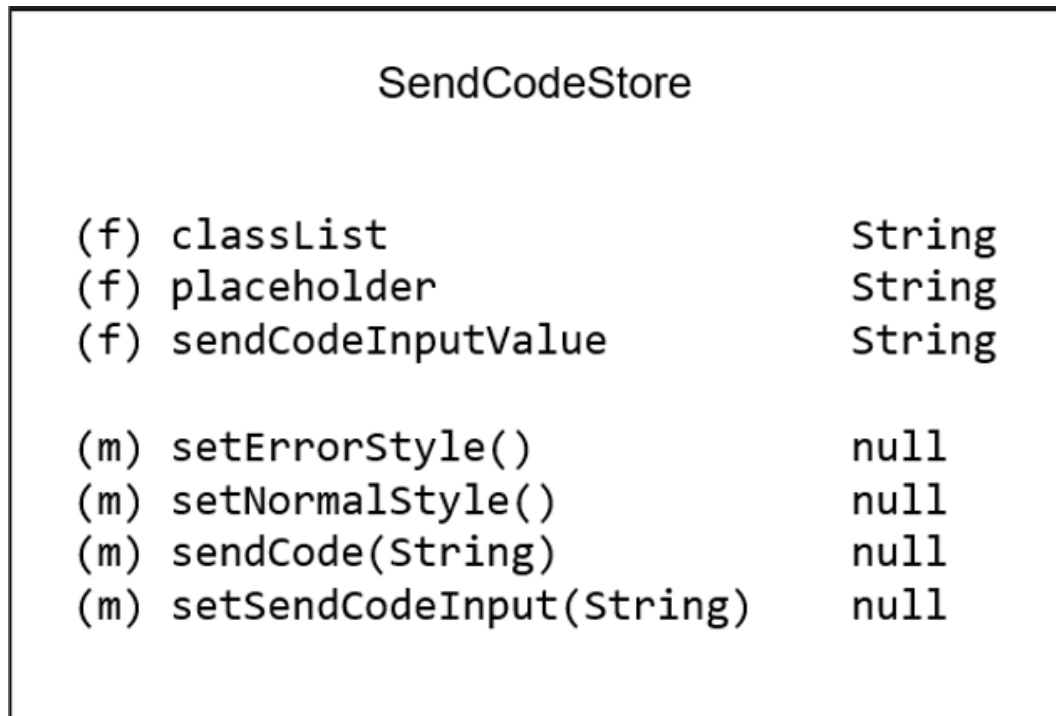 SendCodeStore
(f) classList String
(f) placeholder String
(f) sendCodeInputValue String
(m) setErrorStyle() null
(m) setNormalStyle() null
(m) sendCode(String) null
(m) setSendCodeInput(String) null